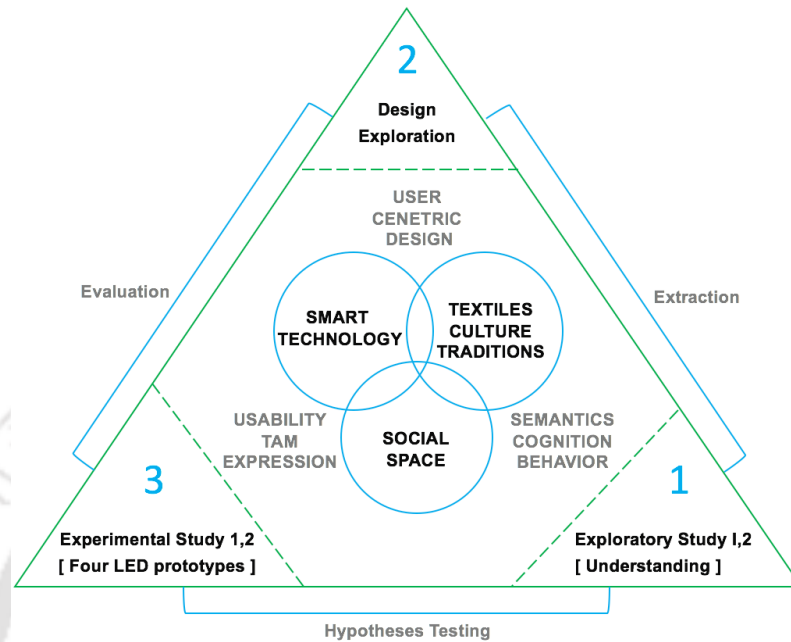 2
Design
Exploration
USER
CENETRIC
DESIGN
Evaluation
Extraction
SMART
TECHNOLOGY
TEXTILES
CULTURE
TRADITIONS
USABILITY
TAM
EXPRESSION
SOCIAL
SPACE
SEMANTICS
COGNITION
BEHAVIOR
3
Experimental Study 1,2
[ Four LED prototypes ]
1
Exploratory Study I,2
[ Understanding ]
Hypotheses Testing